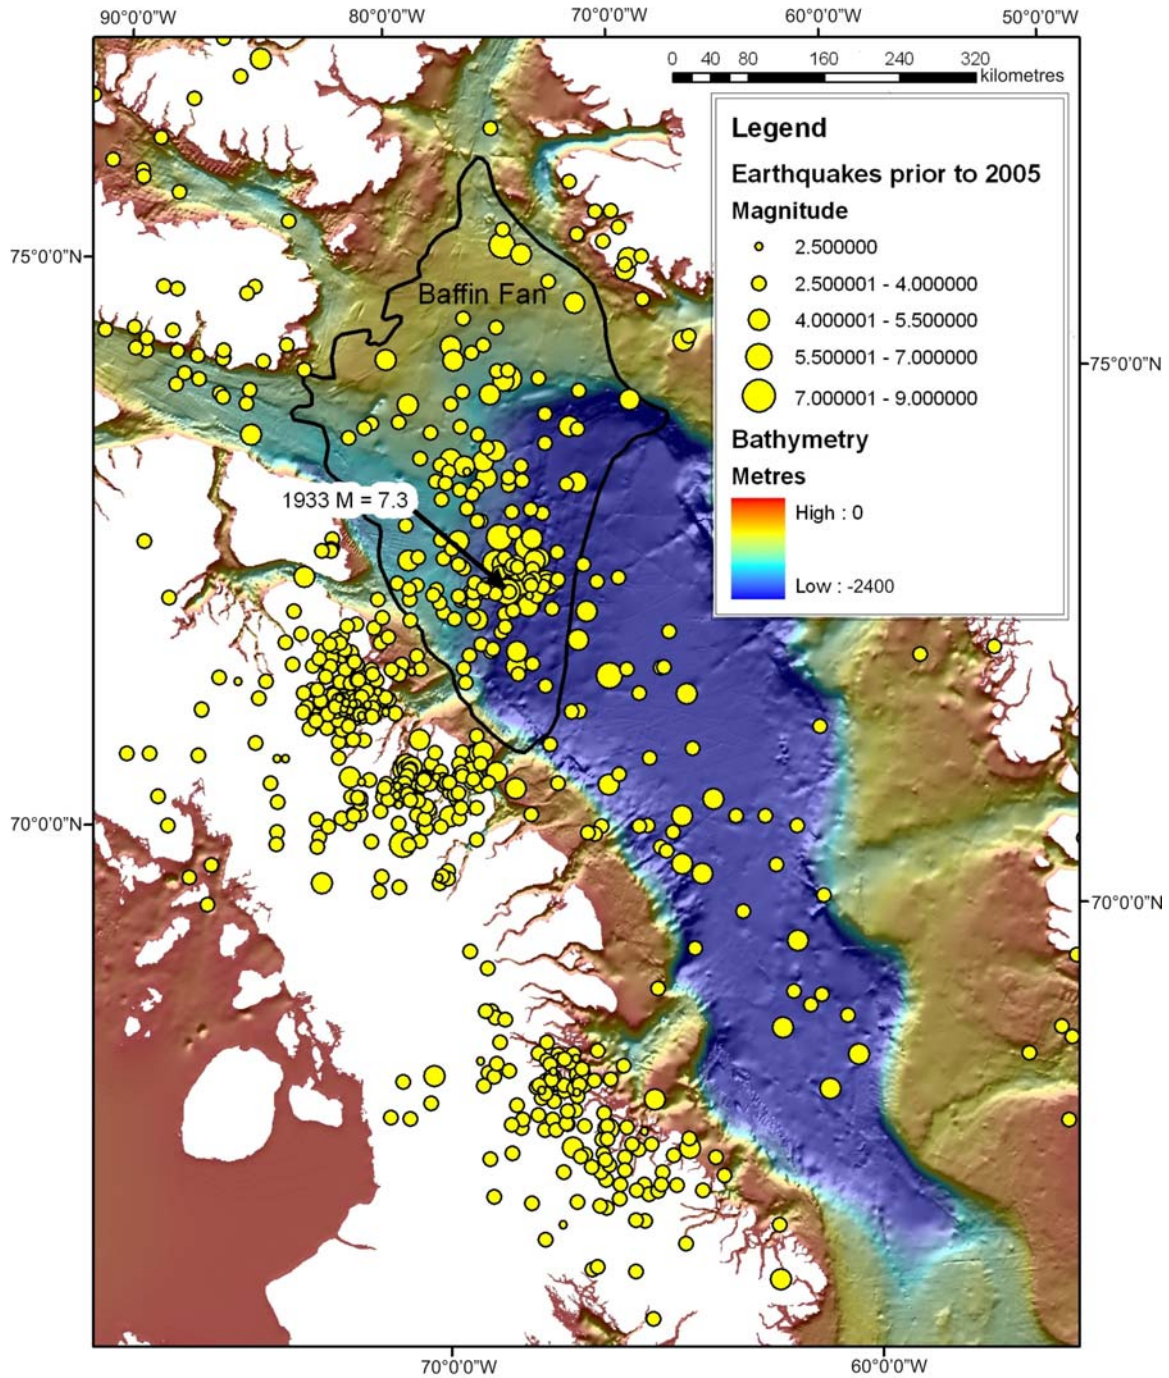 90°0'0"W 80°0'0"W 70°0'0"W 60°0'0"W 50°0'0"W
0 40 80 160 240 320
kilometres
Legend
Earthquakes prior to 2005
Magnitude
2.500000
2.500001 - 4.000000
4.000001 - 5.500000
5.500001 - 7.000000
7.000001 - 9.000000
Bathymetry
Metres
High : 0
Low : -2400
75°0'0"N
Baffin Fan
75°0'0"N
1933 M = 7.3
70°0'0"N
70°0'0"N
70°0'0"W 60°0'0"W